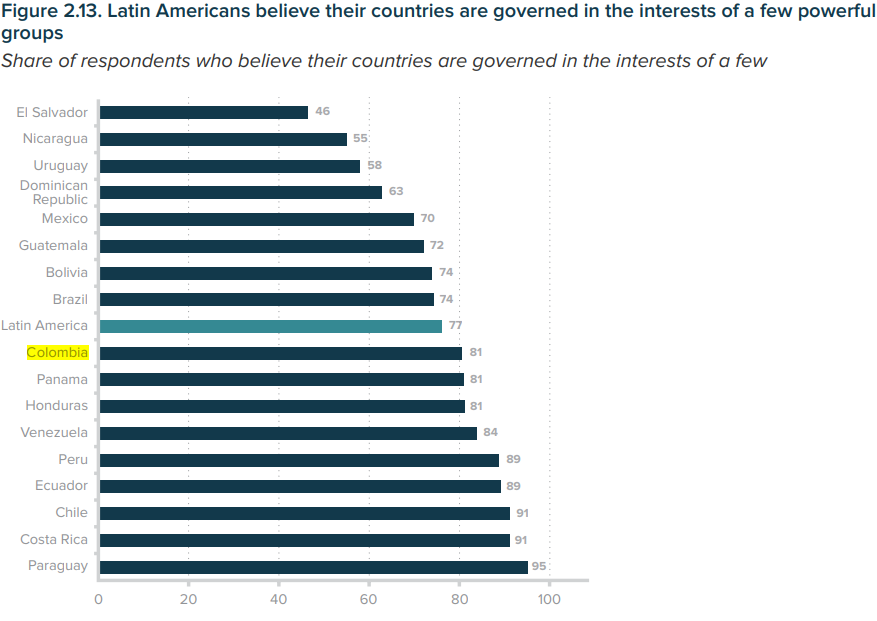 Figure 2.13. Latin Americans believe their countries are governed in the interests of a few powerful
groups
Share of respondents who believe their countries are governed in the interests of a few
El Salvador 46
Nicaragua 55
Uruguay 58
Dominican
Republic 63
Mexico 70
Guatemala 72
Bolivia 74
Brazil 74
Latin America 77
Colombia 81
Panama 81
Honduras 81
Venezuela 84
Peru 89
Ecuador 89
Chile 91
Costa Rica 91
Paraguay 95
0 20 40 60 80 100